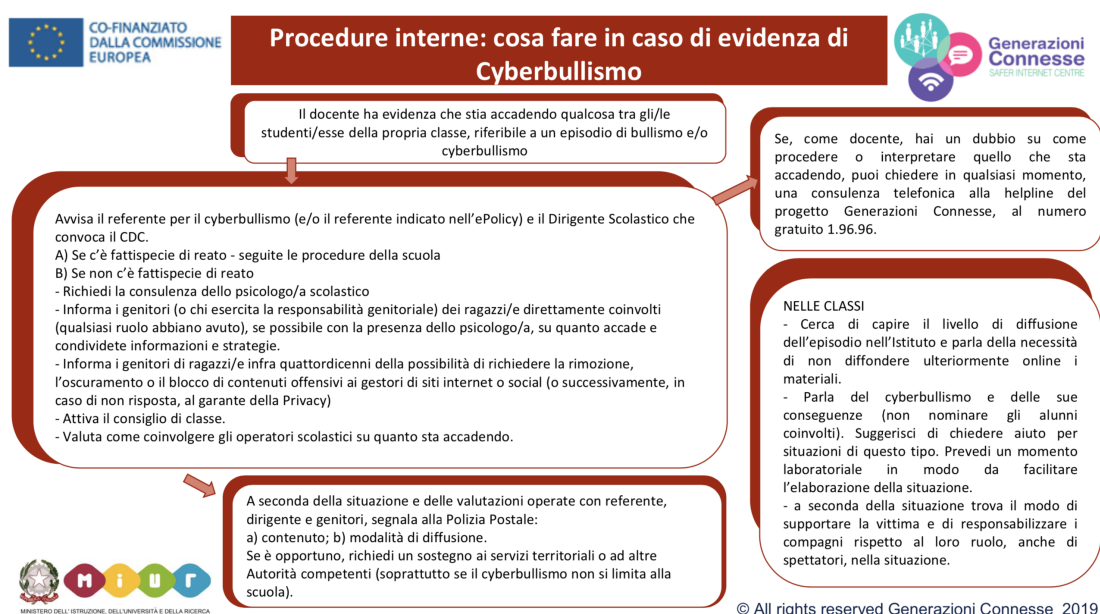 CO-FINANZIATO
DALLA COMMISSIONE
EUROPEA
Procedure interne: cosa fare in caso di evidenza di
Cyberbullismo
Generazioni
Connesse
SAFER INTERNET CENTRE
Il docente ha evidenza che stia accadendo qualcosa tra gli/le
studenti/esse della propria classe, riferibile a un episodio di bullismo e/o
cyberbullismo
Se, come docente, hai un dubbio su come
procedere o interpretare quello che sta
accadendo, puoi chiedere in qualsiasi momento,
una consulenza telefonica alla helpline del
progetto Generazioni Connesse, al numero
gratuito 1.96.96.
Avvisa il referente per il cyberbullismo (e/o il referente indicato nell'ePolicy) e il Dirigente Scolastico che
convoca il CDC.
A) Se c'è fattispecie di reato - seguite le procedure della scuola
B) Se non c'è fattispecie di reato
- Richiedi la consulenza dello psicologo/a scolastico
- Informa i genitori (o chi esercita la responsabilità genitoriale) dei ragazzi/e direttamente coinvolti
(qualsiasi ruolo abbiano avuto), se possibile con la presenza dello psicologo/a, su quanto accade e
condividete informazioni e strategie.
- Informa i genitori di ragazzi/e infra quattordicenni della possibilità di richiedere la rimozione,
l'oscuramento o il blocco di contenuti offensivi ai gestori di siti internet o social (o successivamente, in
caso di non risposta, al garante della Privacy)
- Attiva il consiglio di classe.
- Valuta come coinvolgere gli operatori scolastici su quanto sta accadendo.
NELLE CLASSI
- Cerca di capire il livello di diffusione
dell'episodio nell'Istituto e parla della necessità
di non diffondere ulteriormente online i
materiali.
- Parla del cyberbullismo e delle sue
conseguenze (non nominare gli alunni
coinvolti). Suggerisci di chiedere aiuto per
situazioni di questo tipo. Prevedi un momento
laboratoriale in modo da facilitare
l'elaborazione della situazione.
- a seconda della situazione trova il modo di
supportare la vittima e di responsabilizzare i
compagni rispetto al loro ruolo, anche di
spettatori, nella situazione.
A seconda della situazione e delle valutazioni operate con referente,
dirigente e genitori, segnala alla Polizia Postale:
a) contenuto; b) modalità di diffusione.
Se è opportuno, richiedi un sostegno ai servizi territoriali o ad altre
Autorità competenti (soprattutto se il cyberbullismo non si limita alla
scuola).
miur
MINISTERO DELL' ISTRUZIONE, DELL'UNIVERSITÀ E DELLA RICERCA
© All rights reserved Generazioni Connesse 2019